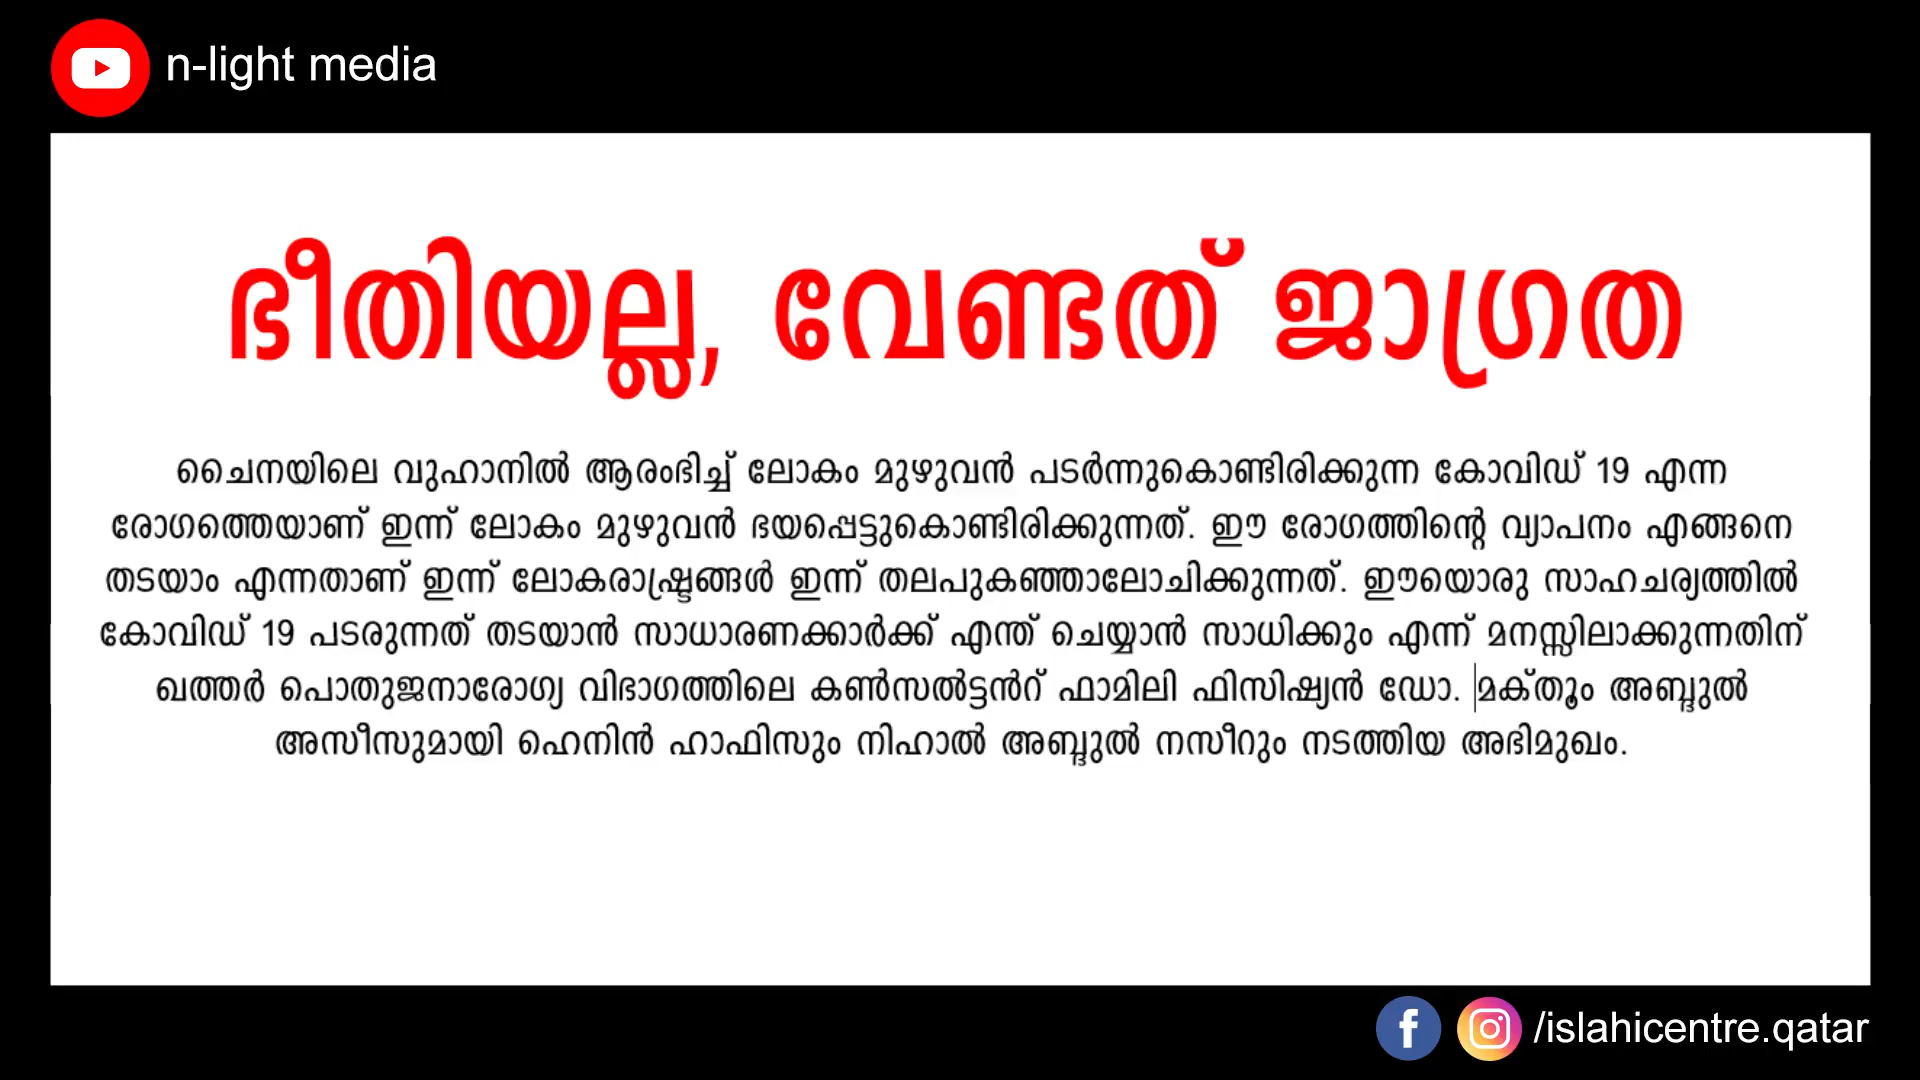 n-light media
ഭീതിയല്ല, വേണ്ടത് ജാഗ്രത
ചൈനയിലെ വുഹാനിൽ ആരംഭിച്ച് ലോകം മുഴുവൻ പടർന്നുകൊണ്ടിരിക്കുന്ന കോവിഡ് 19 എന്ന
രോഗത്തെയാണ് ഇന്ന് ലോകം മുഴുവൻ ഭയപ്പെട്ടുകൊണ്ടിരിക്കുന്നത്. ഈ രോഗത്തിന്റെ വ്യാപനം എങ്ങനെ
തടയാം എന്നതാണ് ഇന്ന് ലോകരാഷ്ട്രങ്ങൾ ഇന്ന് തലപുകഞ്ഞാലോചിക്കുന്നത്. ഈയൊരു സാഹചര്യത്തിൽ
കോവിഡ് 19 പടരുന്നത് തടയാൻ സാധാരണക്കാർക്ക് എന്ത് ചെയ്യാൻ സാധിക്കും എന്ന് മനസ്സിലാക്കുന്നതിന്
ഖത്തർ പൊതുജനാരോഗ്യ വിഭാഗത്തിലെ കൺസൽട്ടൻറ് ഫാമിലി ഫിസിഷ്യൻ ഡോ. മക്തൂം അബ്ദുൽ
അസീസുമായി ഹെനിൻ ഹാഫിസും നിഹാൽ അബ്ദുൽ നസീറും നടത്തിയ അഭിമുഖം.
/islahicentre.qatar